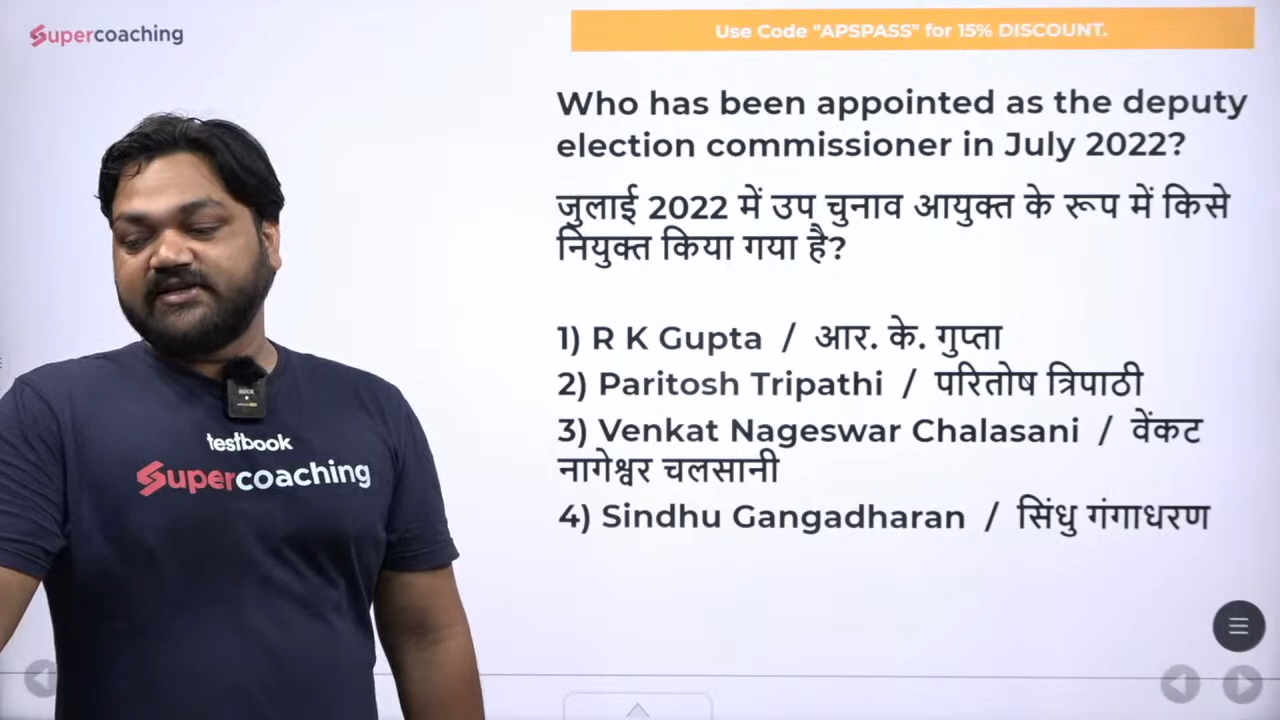 Supercoaching
Use Code "APSPASS" for 15% DISCOUNT.
Who has been appointed as the deputy
election commissioner in July 2022?
जुलाई 2022 में उप चुनाव आयुक्त के रूप में किसे
नियुक्त किया गया है?
1) R K Gupta / आर. के. गुप्ता
2) Paritosh Tripathi / परितोष त्रिपाठी
3) Venkat Nageswar Chalasani / वेंकट
नागेश्वर चलसानी
4) Sindhu Gangadharan / सिंधु गंगाधरण
testbook
Supercoaching